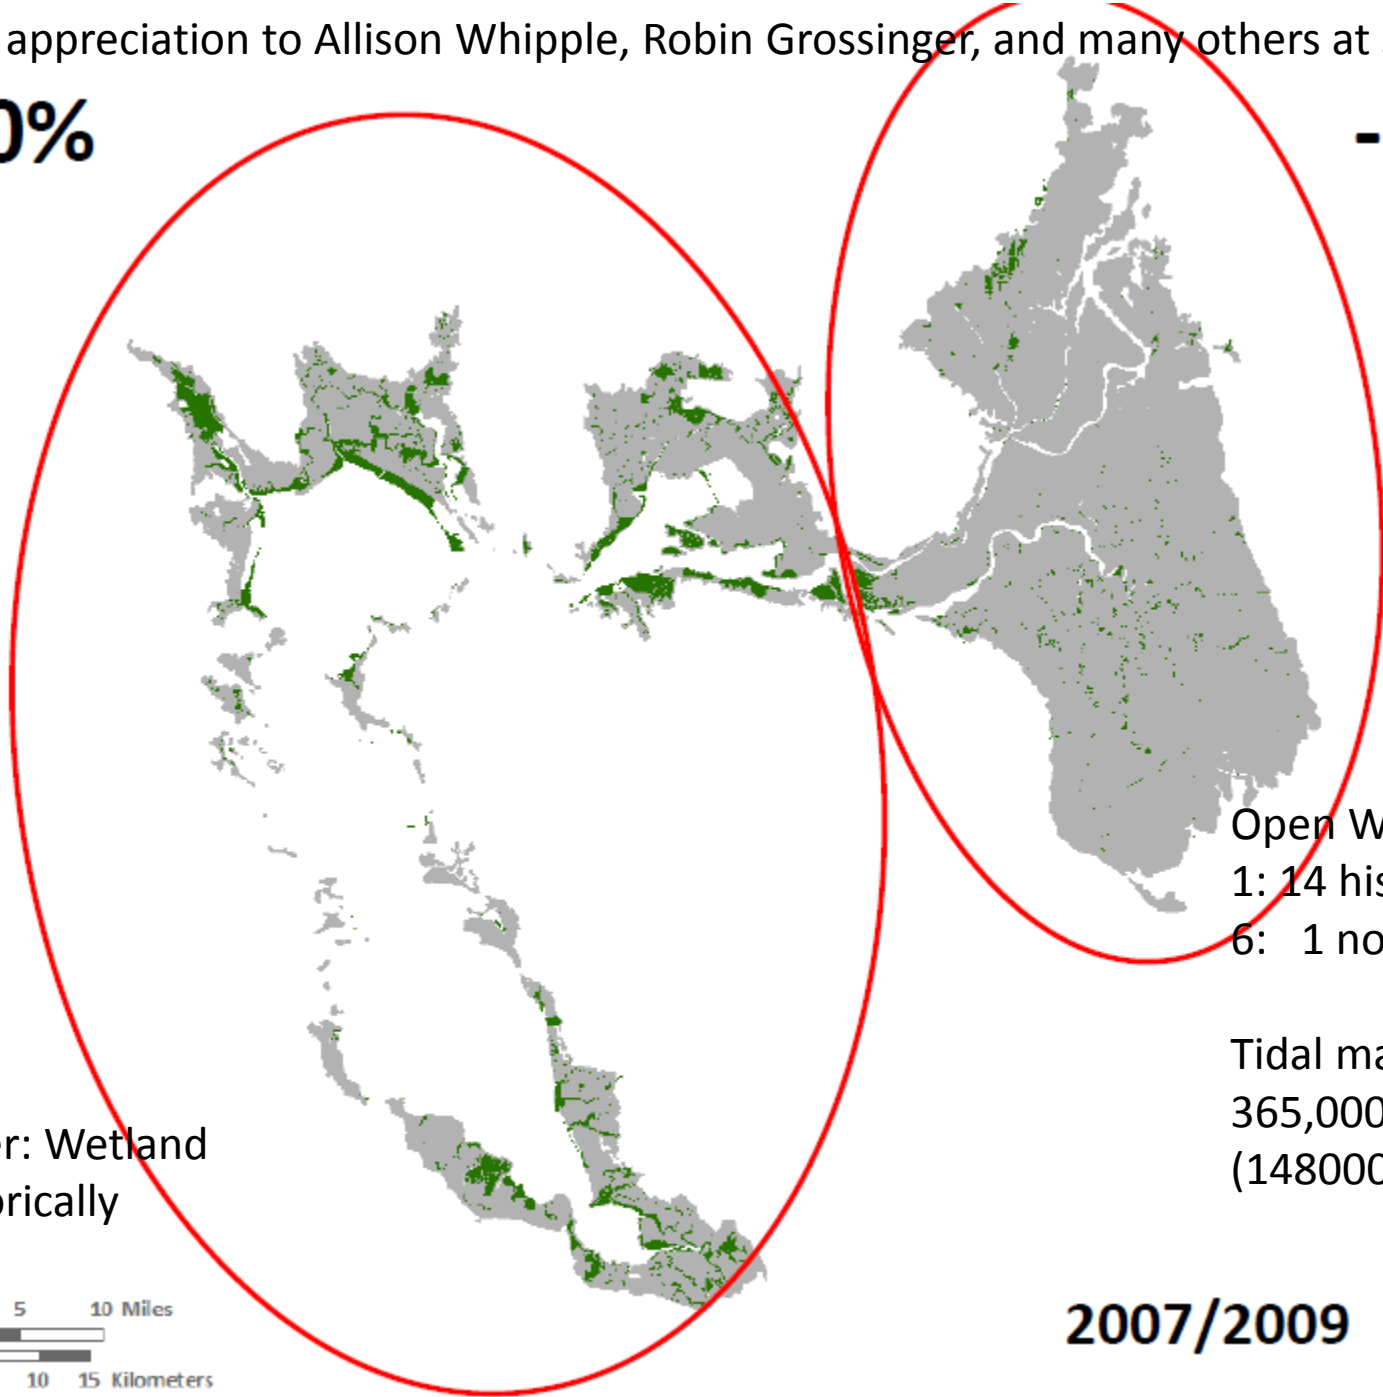 appreciation to Allison Whipple, Robin Grossinger, and many others at
0%
-
Open W
1: 14 his
6: 1 no
Tidal ma
365,000
(148000
er: Wetland
orically
5 10 Miles
10 15 Kilometers
2007/2009